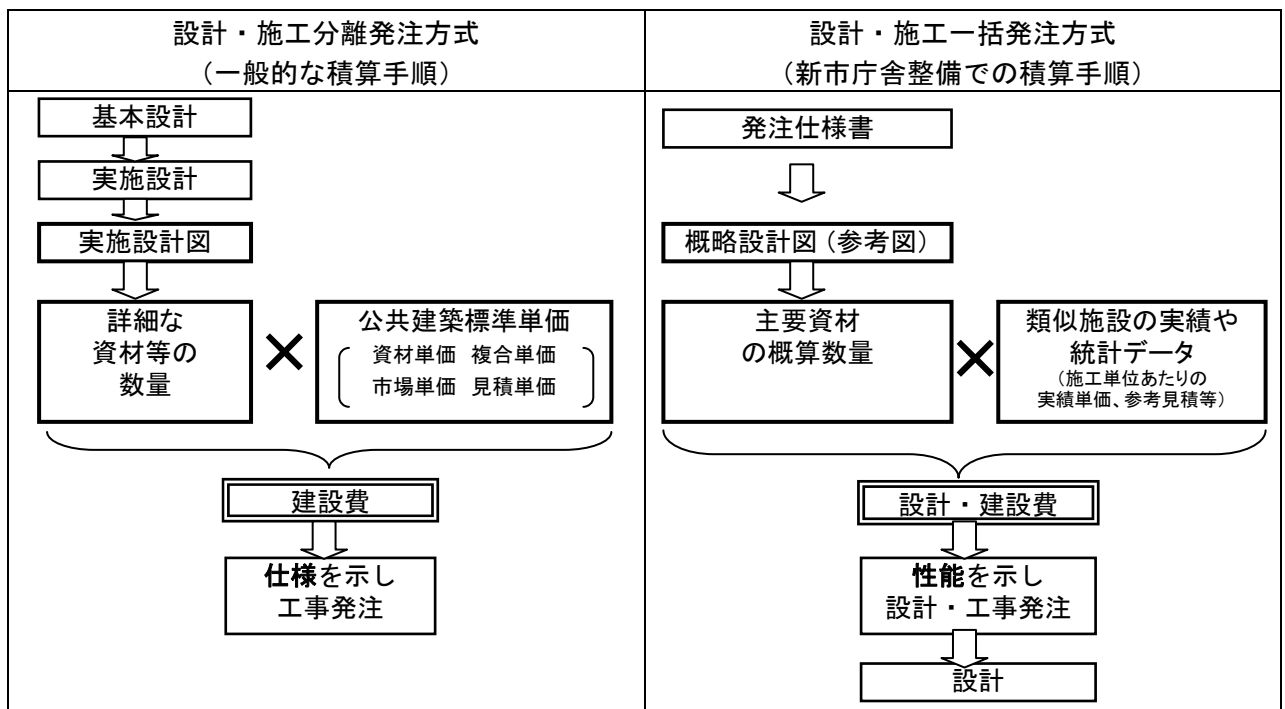 設計・施工分離発注方式
（一般的な積算手順）
基本設計
実施設計
実施設計図
詳細な
資材等の
数量
×
公共建築標準単価
資材単価 複合単価
市場単価 見積単価
建設費
仕様を示し
工事発注
設計・施工一括発注方式
（新市庁舎整備での積算手順）
発注仕様書
概略設計図（参考図）
主要資材
の概算数量
×
類似施設の実績や
統計データ
（施工単位あたりの
実績単価、参考見積等）
設計・建設費
性能を示し
設計・工事発注
設計